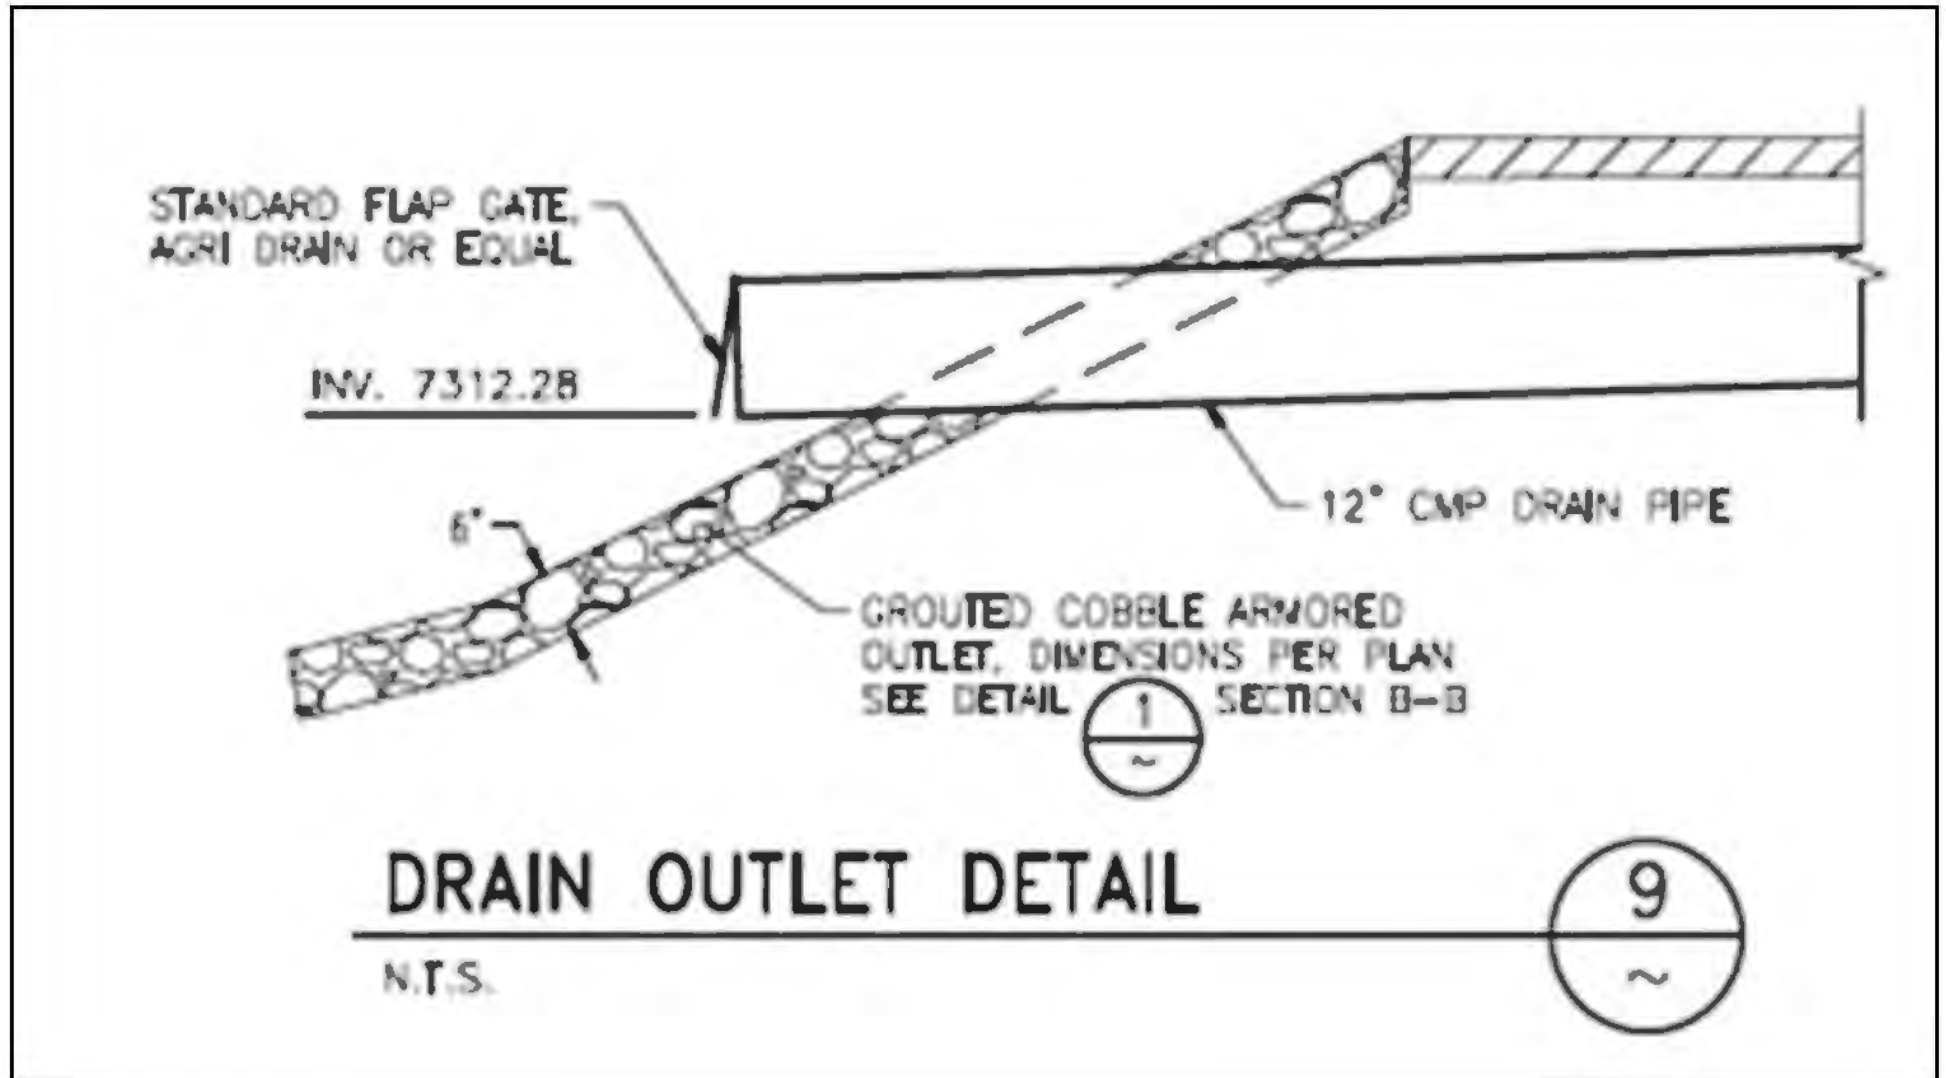 STANDARD FLAP GATE,
AGRI DRAIN OR EQUAL
INV. 7312.28
12" CMP DRAIN PIPE
6"
GROUTED COBBLE ARMORED
OUTLET, DIMENSIONS PER PLAN
SEE DETAIL 1 ~ SECTION B-B
DRAIN OUTLET DETAIL
9
~
N.T.S.